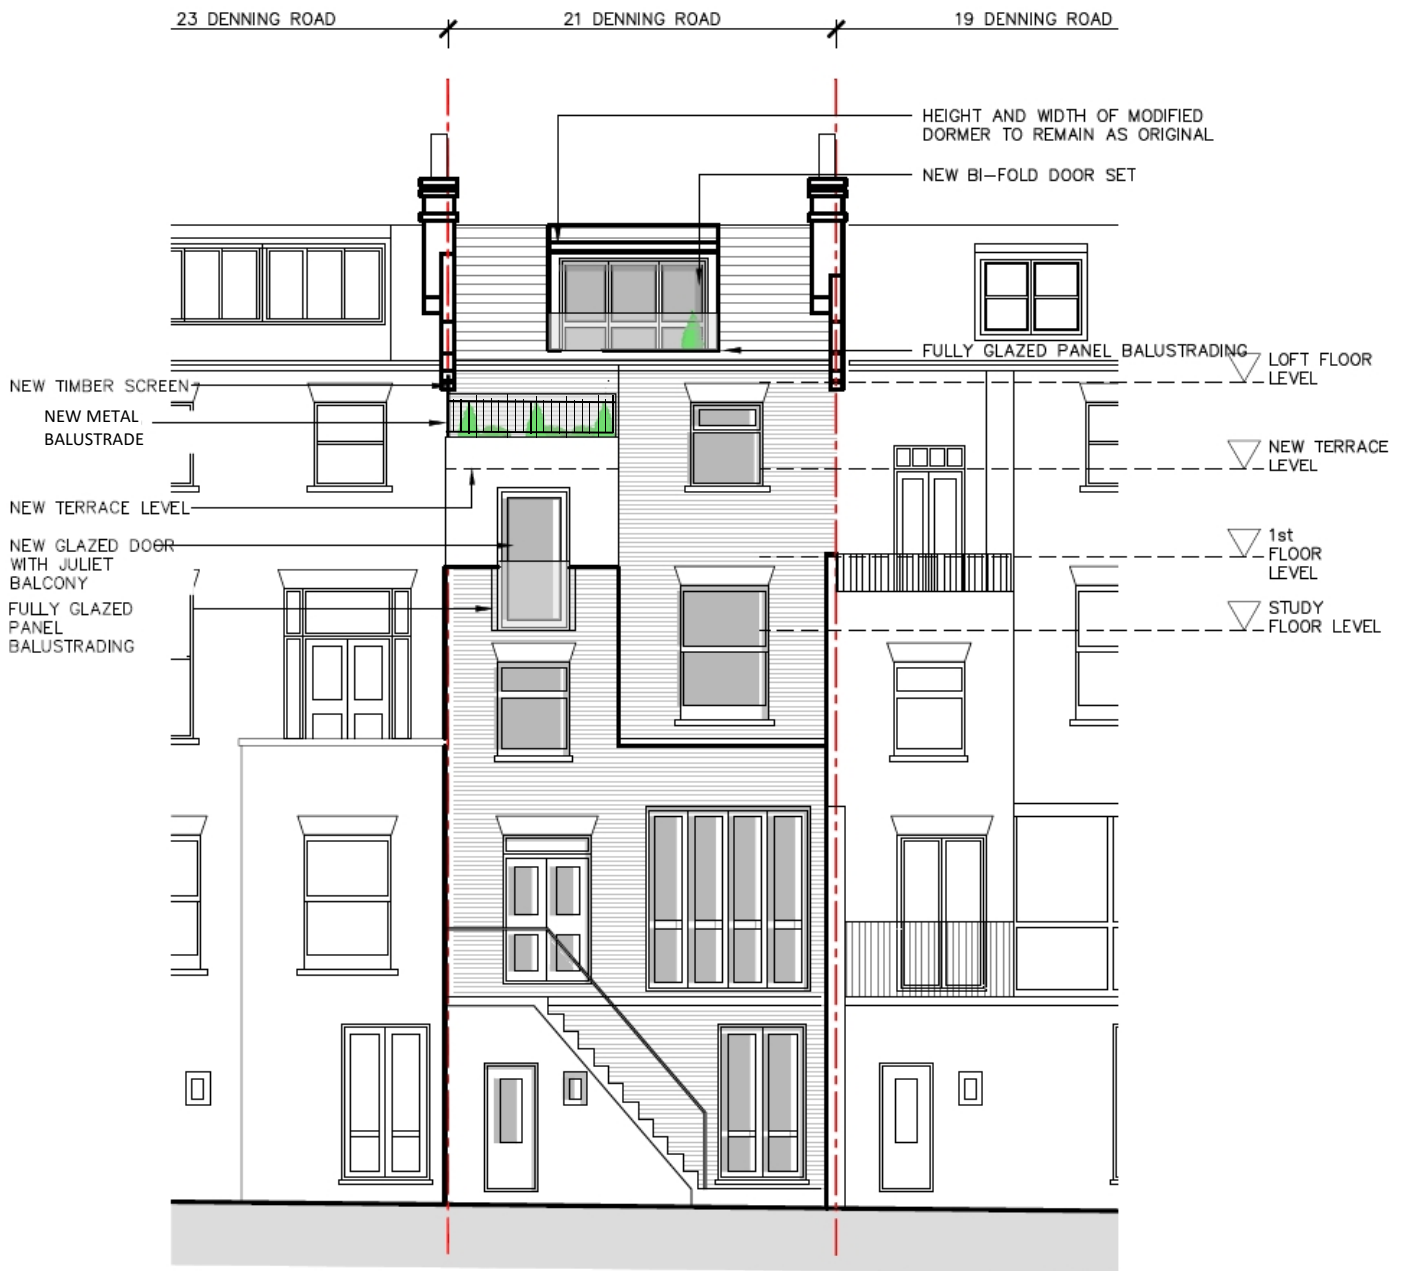 23 DENNING ROAD
21 DENNING ROAD
19 DENNING ROAD
HEIGHT AND WIDTH OF MODIFIED
DORMER TO REMAIN AS ORIGINAL
NEW BI-FOLD DOOR SET
FULLY GLAZED PANEL BALUSTRADING
LOFT FLOOR
LEVEL
NEW TIMBER SCREEN
NEW METAL
BALUSTRADE
NEW TERRACE
LEVEL
NEW TERRACE LEVEL
NEW GLAZED DOOR
WITH JULIET
BALCONY
1st
FLOOR
LEVEL
FULLY GLAZED
PANEL
BALUSTRADING
STUDY
FLOOR LEVEL